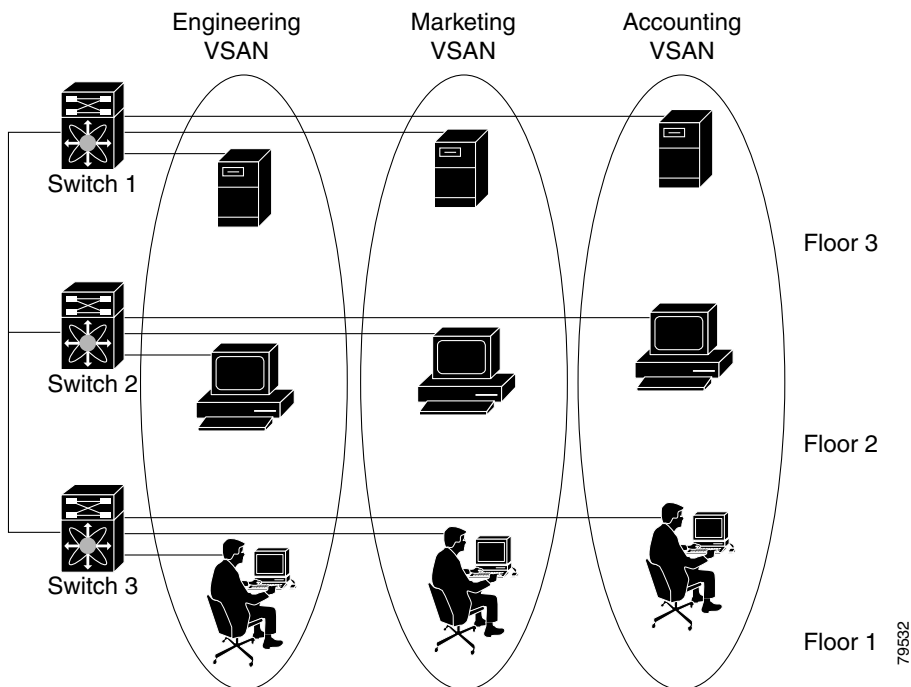 Engineering
VSAN
Marketing
VSAN
Accounting
VSAN
Switch 1
Floor 3
Switch 2
Floor 2
Switch 3
Floor 1
79532